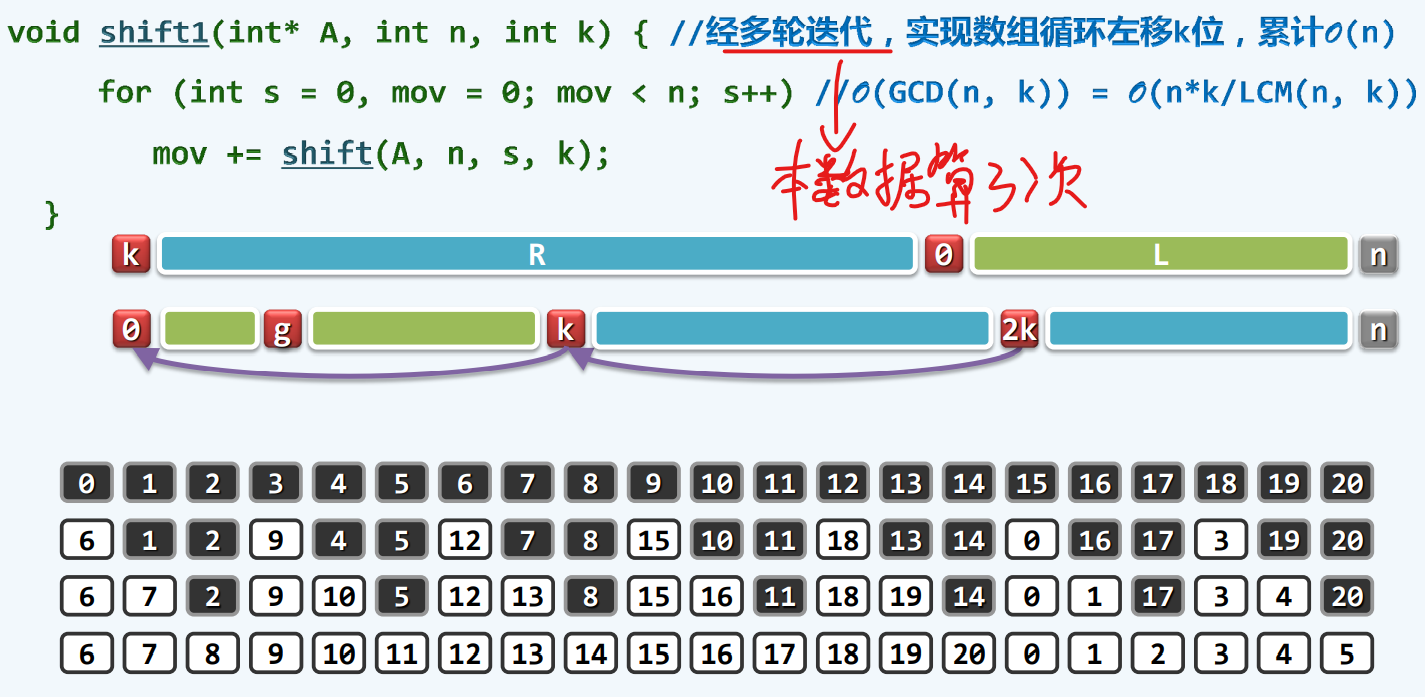 void shift1(int* A, int n, int k) { //经多轮迭代，实现数组循环左移k位，累计O(n)
for (int s = 0, mov = 0; mov < n; s++) //O(GCD(n, k)) = O(n*k/LCM(n, k))
mov += shift(A, n, s, k);
本数据算了3次
}
k R 0 L n
0 g k 2k n
0 1 2 3 4 5 6 7 8 9 10 11 12 13 14 15 16 17 18 19 20
6 1 2 9 4 5 12 7 8 15 10 11 18 13 14 0 16 17 3 19 20
6 7 2 9 10 5 12 13 8 15 16 11 18 19 14 0 1 17 3 4 20
6 7 8 9 10 11 12 13 14 15 16 17 18 19 20 0 1 2 3 4 5